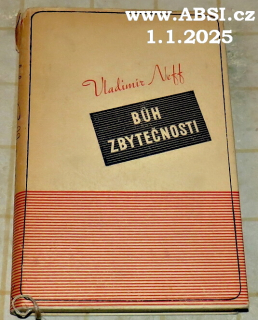 www.ABSI.cz
1.1.2025
Vladimír Neff
BŮH
ZBYTEČNOSTI